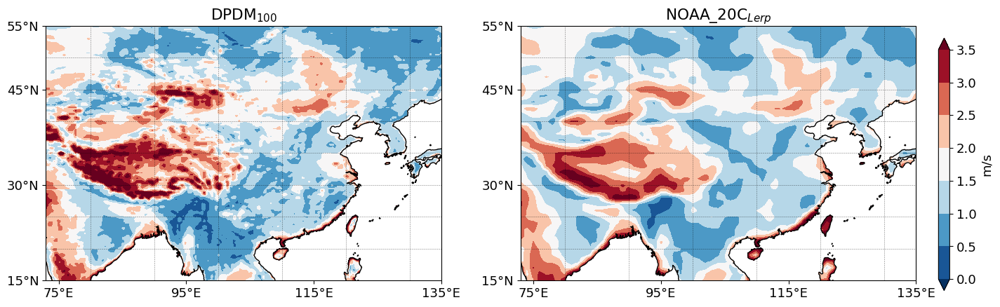 DPDM100
NOAA_20CLerp
55°N
45°N
30°N
15°N
75°E
95°E
115°E
135°E
55°N
45°N
30°N
15°N
75°E
95°E
115°E
135°E
3.5
3.0
2.5
2.0
1.5
1.0
0.5
0.0
m/s